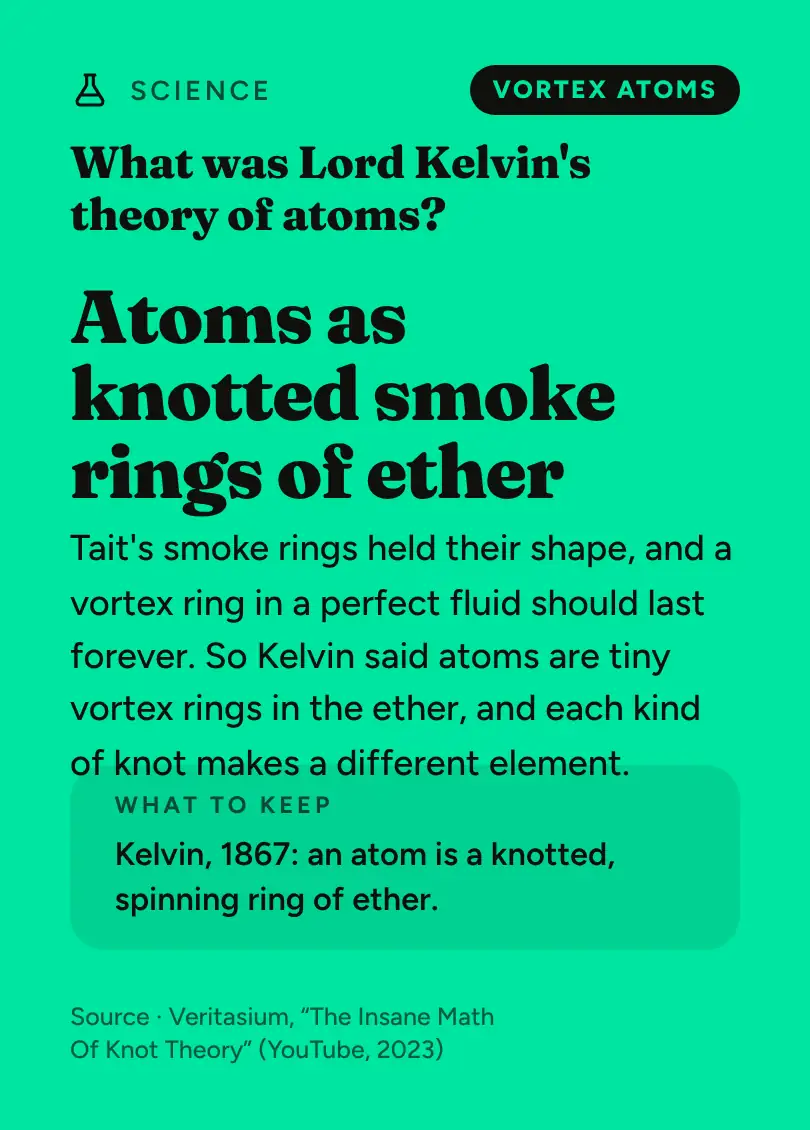 SCIENCE
VORTEX ATOMS
What was Lord Kelvin's
theory of atoms?
Atoms as
knotted smoke
rings of ether
Tait's smoke rings held their shape, and a
vortex ring in a perfect fluid should last
forever. So Kelvin said atoms are tiny
vortex rings in the ether, and each kind
of knot makes a different element.
WHAT TO KEEP
Kelvin, 1867: an atom is a knotted,
spinning ring of ether.
Source · Veritasium, “The Insane Math
Of Knot Theory” (YouTube, 2023)